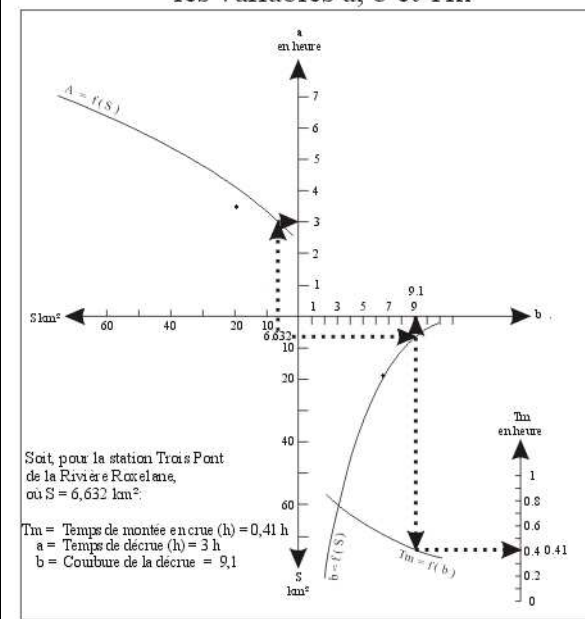 les variables a, b et Tm
a
en heure
A = f(S)
7
6
5
4
3
2
1
S km²
60
40
20
10
6.632
9.1
1 3 5 7 9
b
10
20
40
60
S
km²
b = f(S)
Tm = f(b)
Tm
en heure
1
0.8
0.6
0.4 0.41
0.2
0
Soit, pour la station Trois Pont
de la Rivière Roxelane,
où S = 6,632 km²:
Tm = Temps de montée en crue (h) = 0,41 h
a = Temps de décrue (h) = 3 h
b = Courbure de la décrue = 9,1